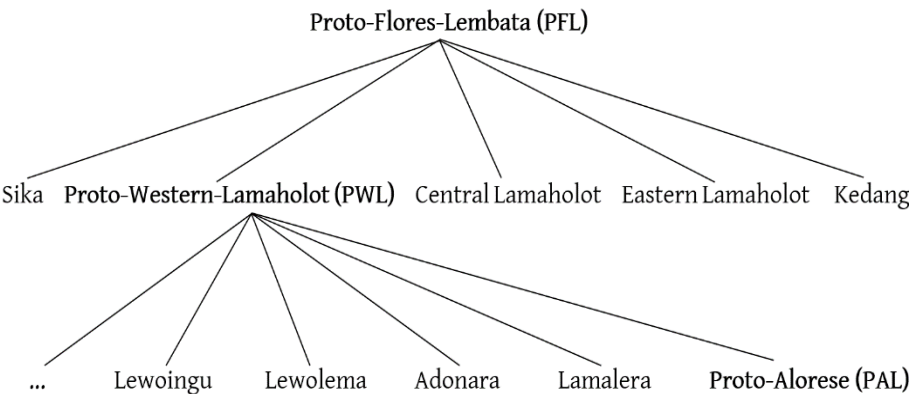 Proto-Flores-Lembata (PFL)
Sika Proto-Western-Lamaholot (PWL) Central Lamaholot Eastern Lamaholot Kedang
... Lewoingu Lewolema Adonara Lamalera Proto-Alorese (PAL)